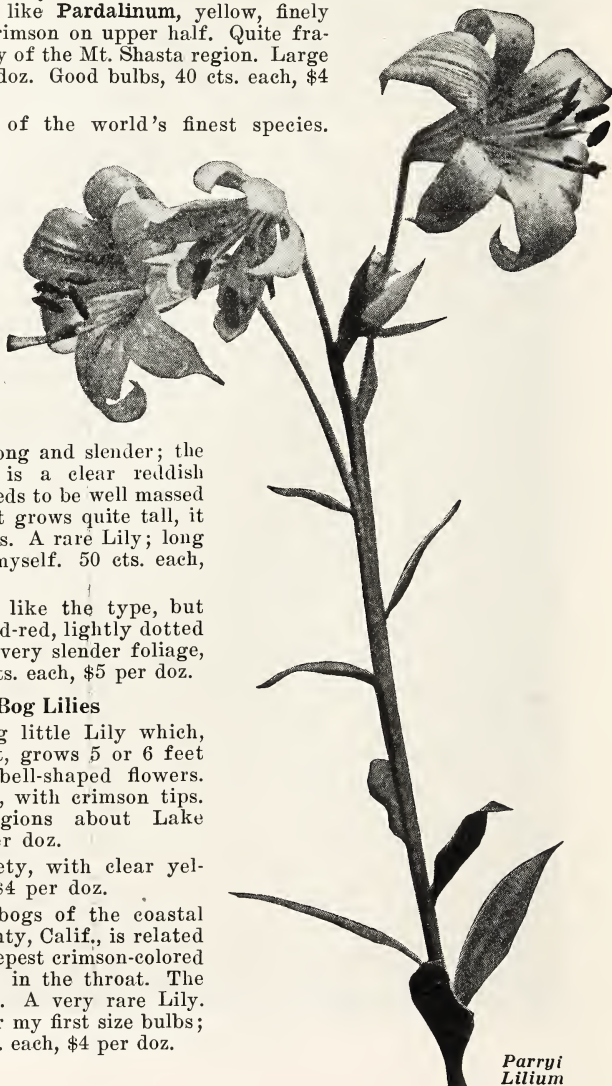 like Pardalinum, yellow, finely
rimson on upper half. Quite fra-
y of the Mt. Shasta region. Large
doz. Good bulbs, 40 cts. each, $4
of the world's finest species.
ong and slender; the
is a clear reddish
eds to be well massed
t grows quite tall, it
s. A rare Lily; long
myself. 50 cts. each,
like the type, but
d-red, lightly dotted
very slender foliage,
ts. each, $5 per doz.
Bog Lilies
g little Lily which,
t, grows 5 or 6 feet
bell-shaped flowers.
, with crimson tips.
gions about Lake
r doz.
ety, with clear yel-
$4 per doz.
bogs of the coastal
nty, Calif., is related
epest crimson-colored
in the throat. The
. A very rare Lily.
r my first size bulbs;
. each, $4 per doz.
Parryi
Lilium